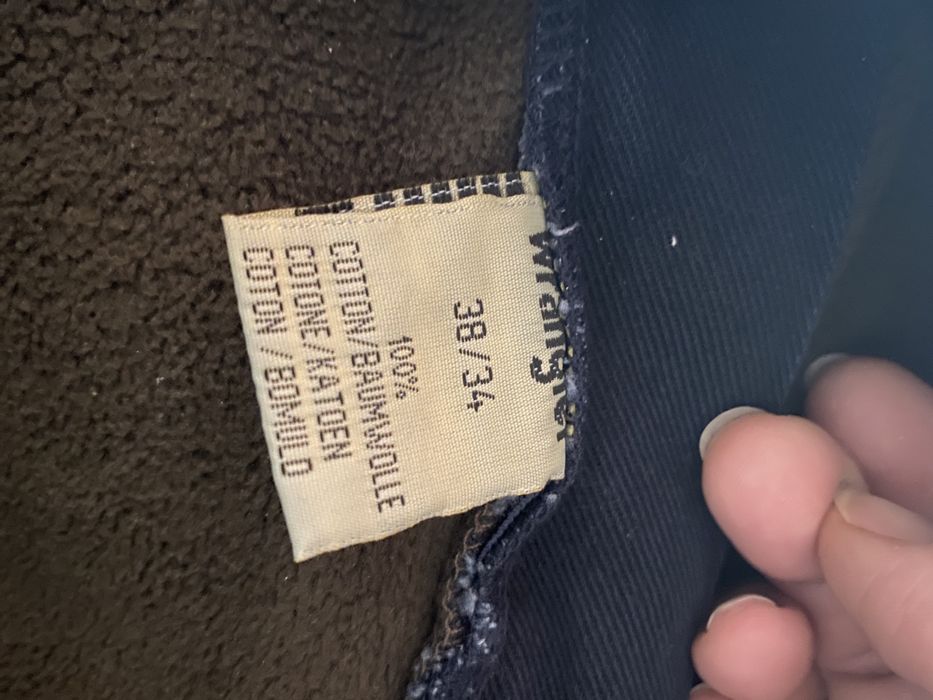 Wrangler
38/34
100%
COTTON/BAUMWOLLE
COTONE/KATOEN
COTON/BOMULD